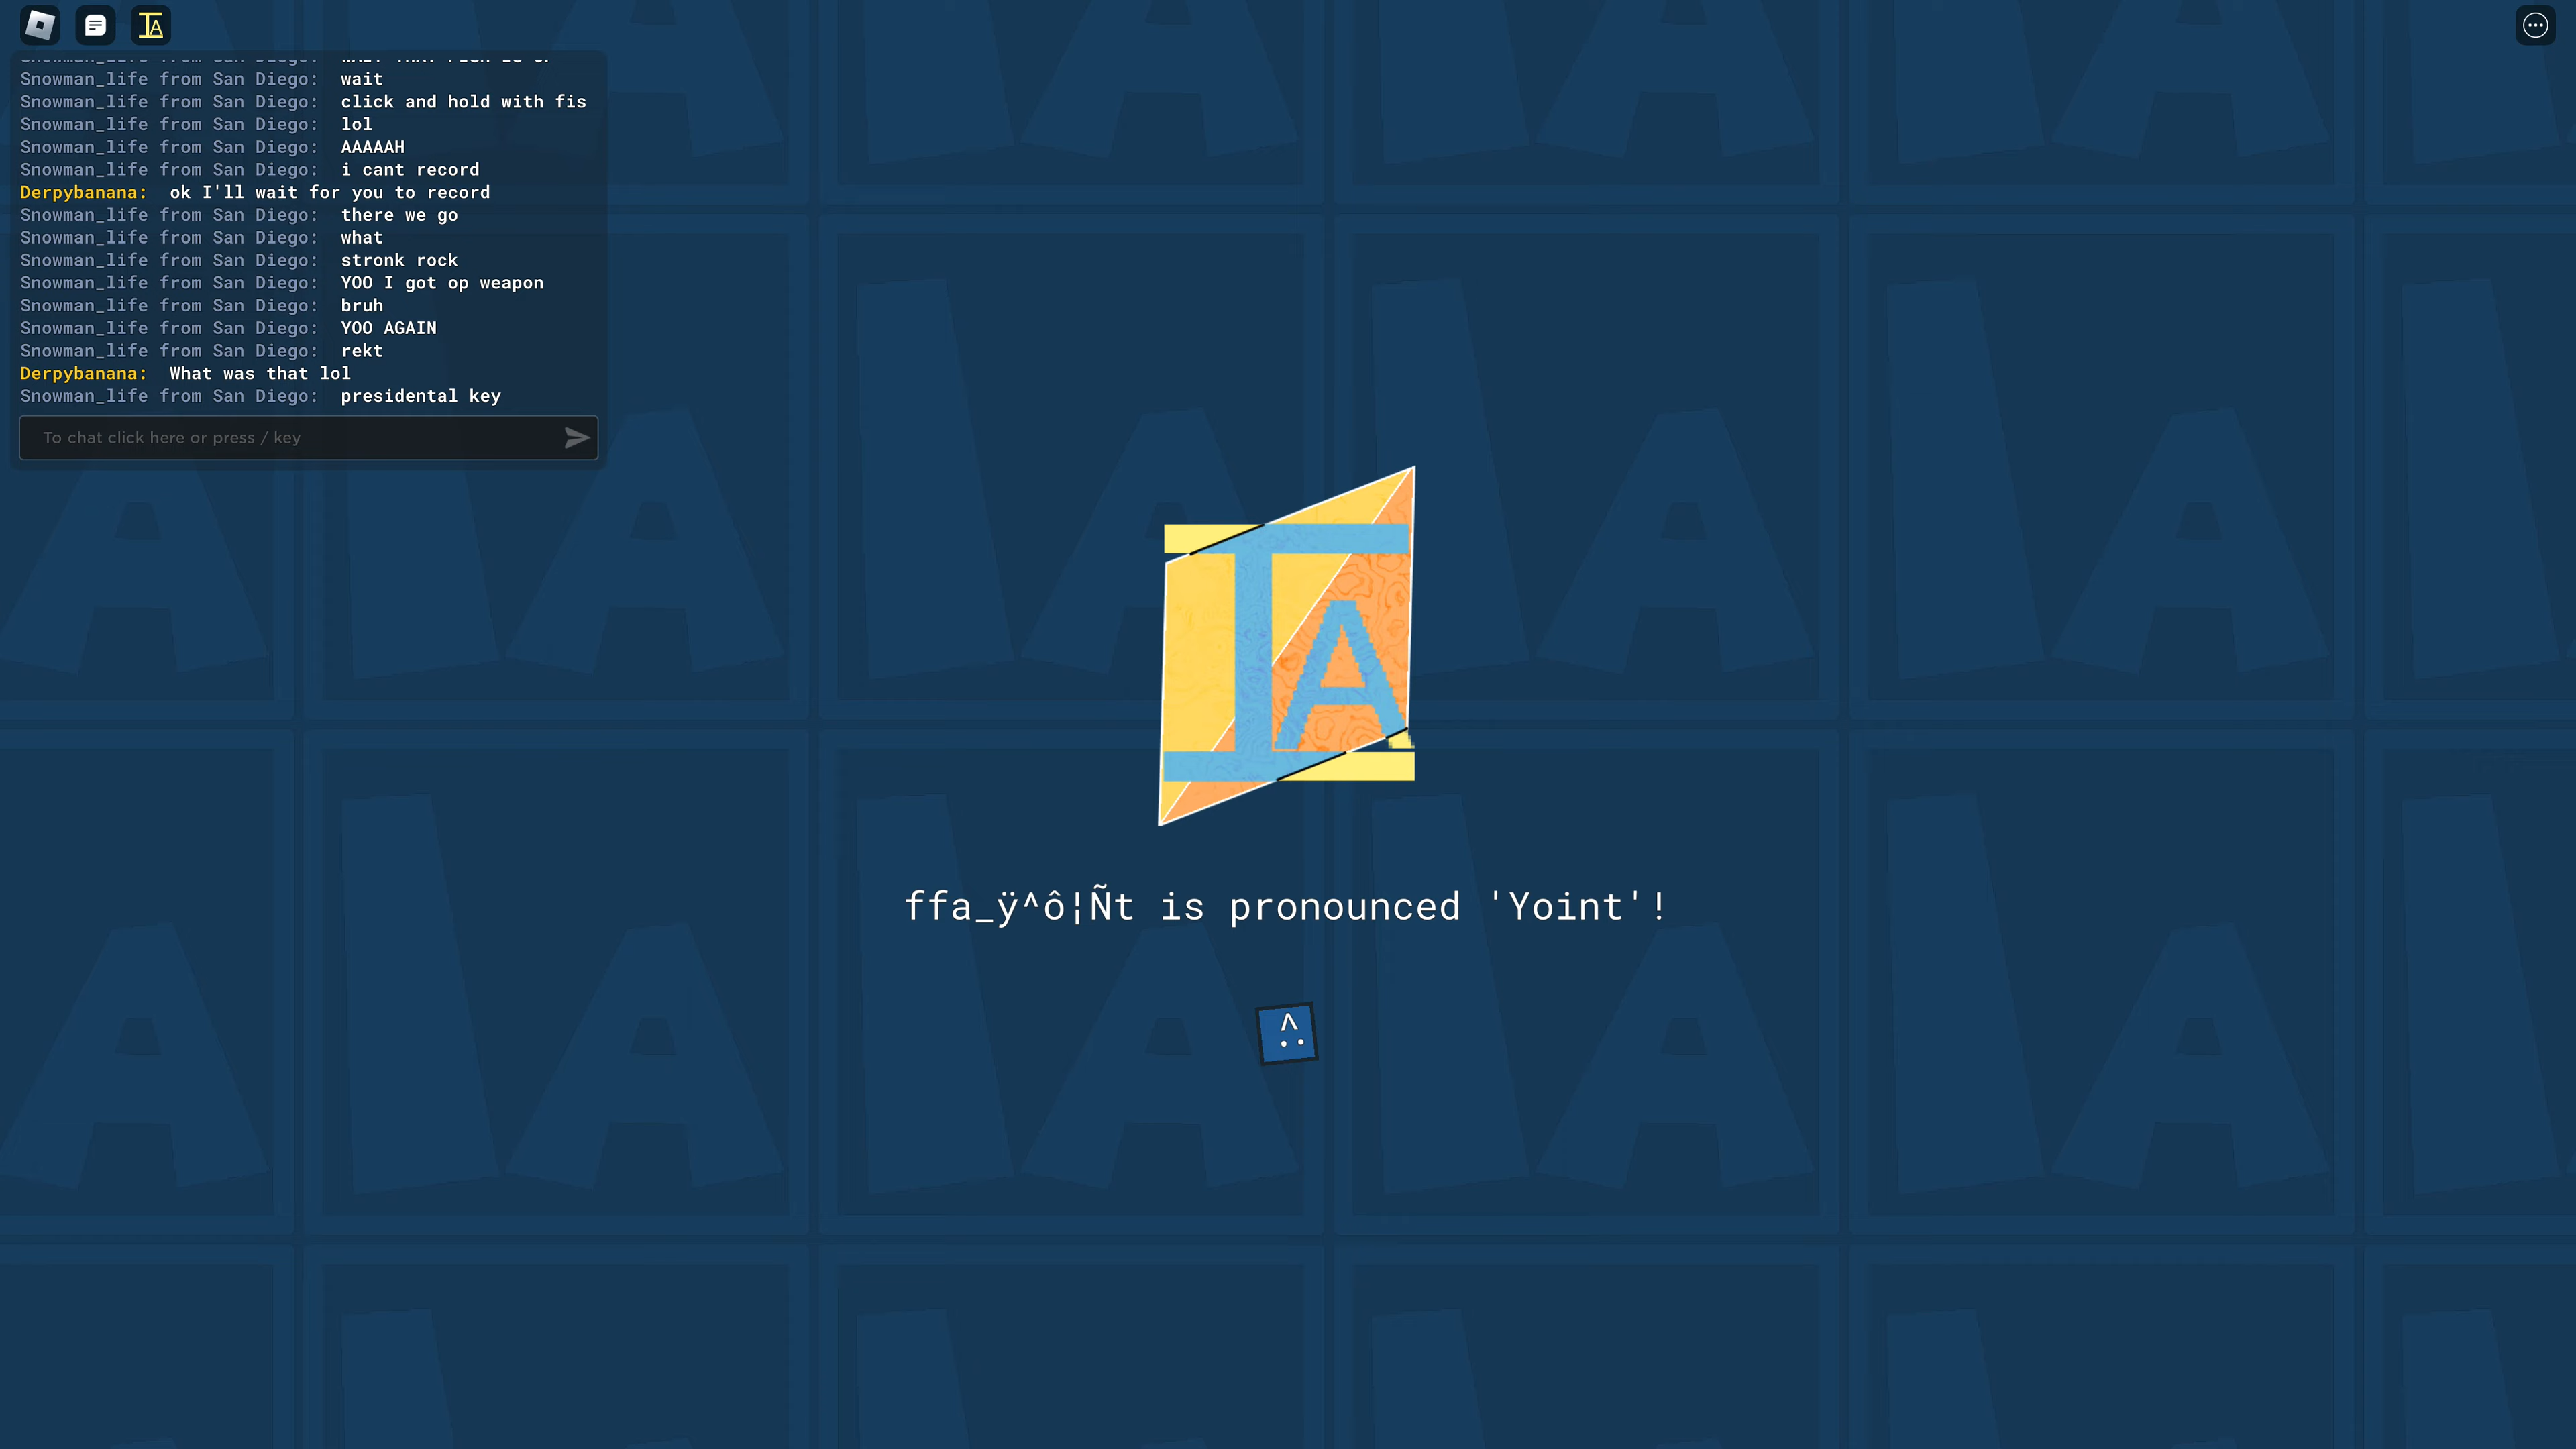 Snowman_life from San Diego: wait
Snowman_life from San Diego: click and hold with fis
Snowman_life from San Diego: lol
Snowman_life from San Diego: AAAAAH
Snowman_life from San Diego: i cant record
Derpybanana: ok I'll wait for you to record
Snowman_life from San Diego: there we go
Snowman_life from San Diego: what
Snowman_life from San Diego: stronk rock
Snowman_life from San Diego: YOO I got op weapon
Snowman_life from San Diego: bruh
Snowman_life from San Diego: YOO AGAIN
Snowman_life from San Diego: rekt
Derpybanana: What was that lol
Snowman_life from San Diego: presidental key
To chat click here or press / key
IA
ffa_ÿ^ô¦Ñt is pronounced 'Yoint'!